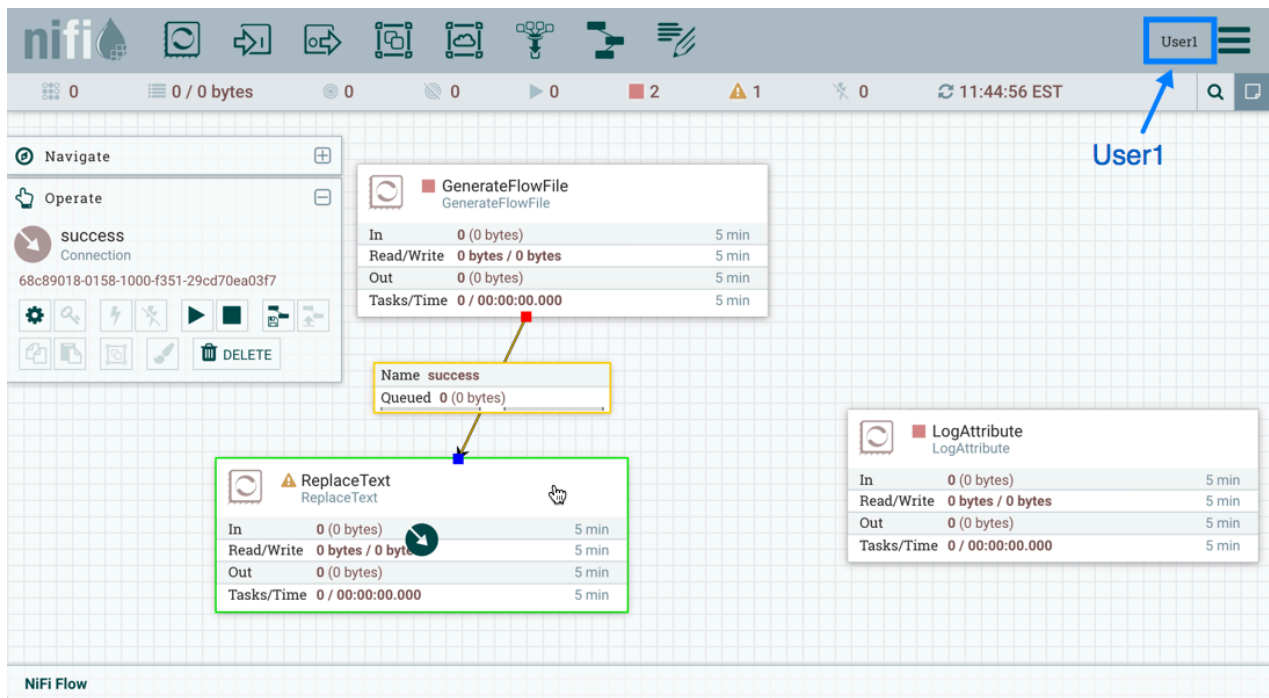 nifi
User1
0
0 / 0 bytes
0
0
0
2
1
0
11:44:56 EST
User1
Navigate
Operate
success
Connection
68c89018-0158-1000-f351-29cd70ea03f7
DELETE
GenerateFlowFile
GenerateFlowFile
In 0 (0 bytes) 5 min
Read/Write 0 bytes / 0 bytes 5 min
Out 0 (0 bytes) 5 min
Tasks/Time 0 / 00:00:00.000 5 min
Name success
Queued 0 (0 bytes)
ReplaceText
ReplaceText
In 0 (0 bytes) 5 min
Read/Write 0 bytes / 0 5 min
Out 0 (0 bytes) 5 min
Tasks/Time 0 / 00:00:00.000 5 min
LogAttribute
LogAttribute
In 0 (0 bytes) 5 min
Read/Write 0 bytes / 0 bytes 5 min
Out 0 (0 bytes) 5 min
Tasks/Time 0 / 00:00:00.000 5 min
NiFi Flow